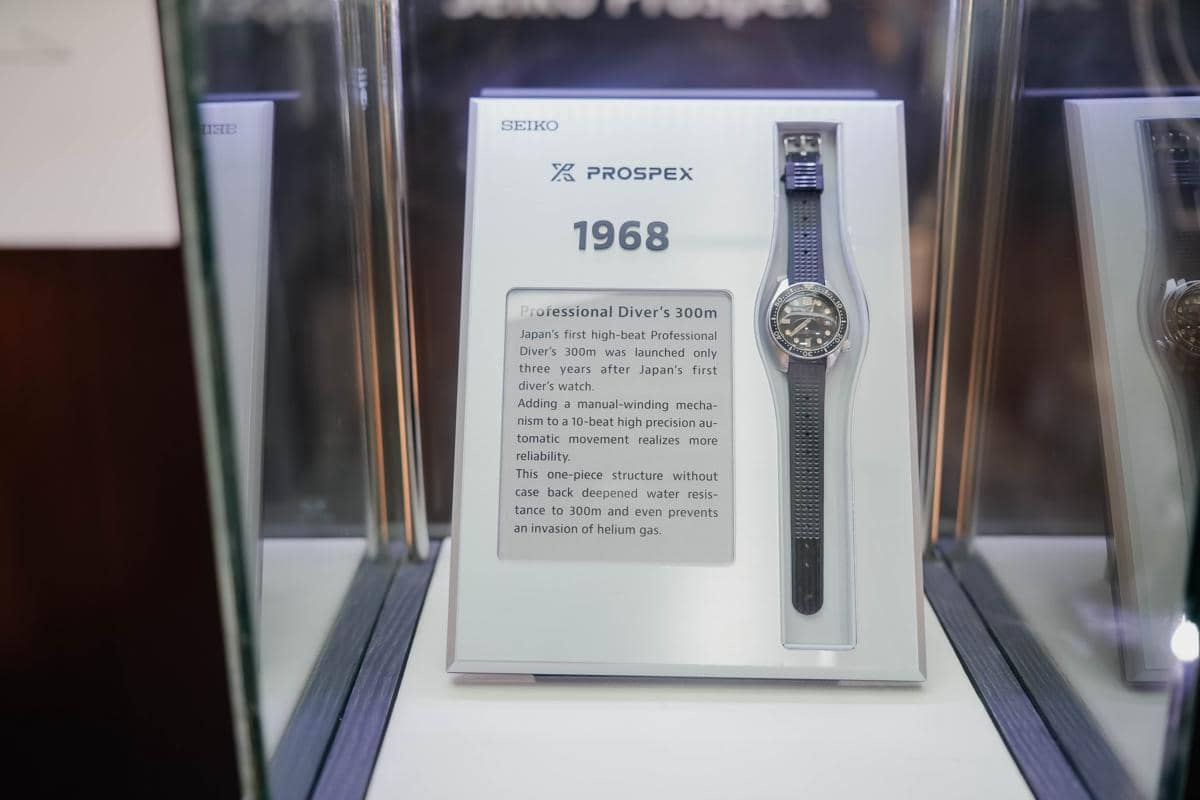 Seiko Prospex
SEIKO
PROSPEX
1968
Professional Diver's 300m
Japan's first high-beat Professional
Diver's 300m was launched only
three years after Japan's first
diver's watch.
Adding a manual-winding mecha-
nism to a 10-beat high precision au-
tomatic movement realizes more
reliability.
This one-piece structure without
case back deepened water resis-
tance to 300m and even prevents
an invasion of helium gas.